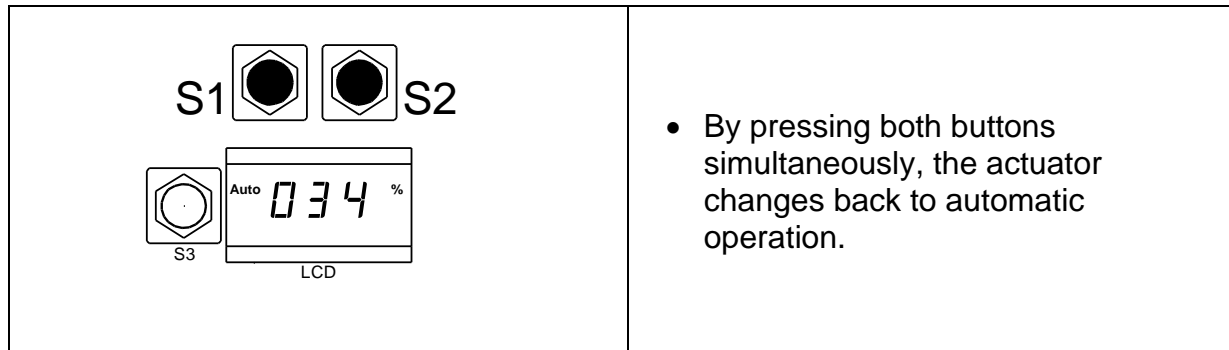 S1 S2
Auto 034 %
S3
LCD
• By pressing both buttons
simultaneously, the actuator
changes back to automatic
operation.